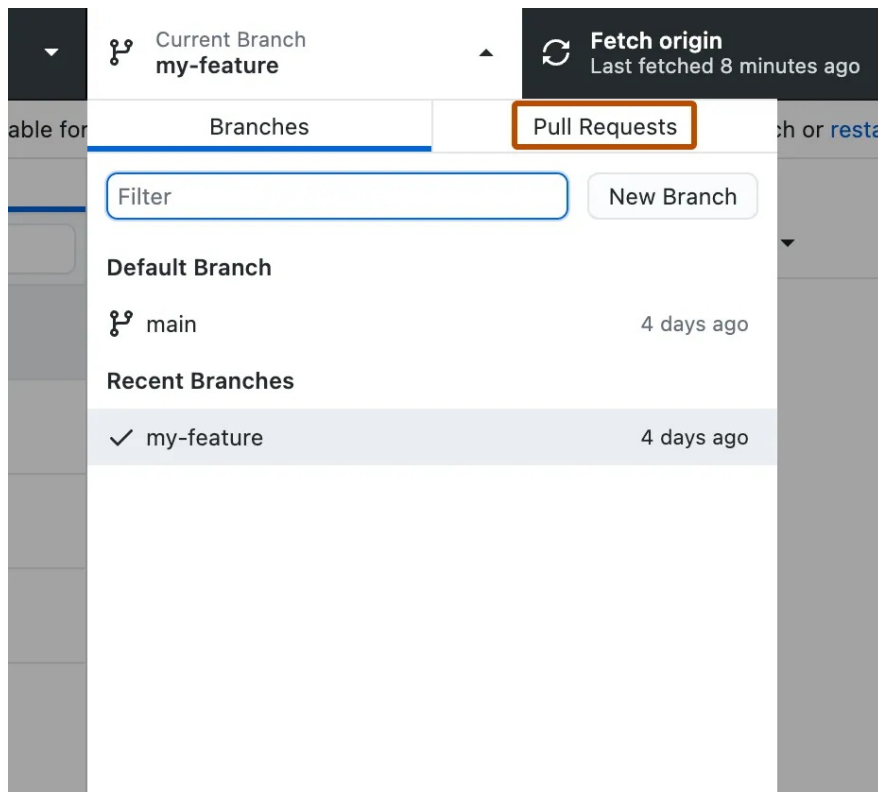 Current Branch
my-feature
Fetch origin
Last fetched 8 minutes ago
able for
Branches
Pull Requests
ch or resta
Filter
New Branch
Default Branch
main 4 days ago
Recent Branches
my-feature 4 days ago